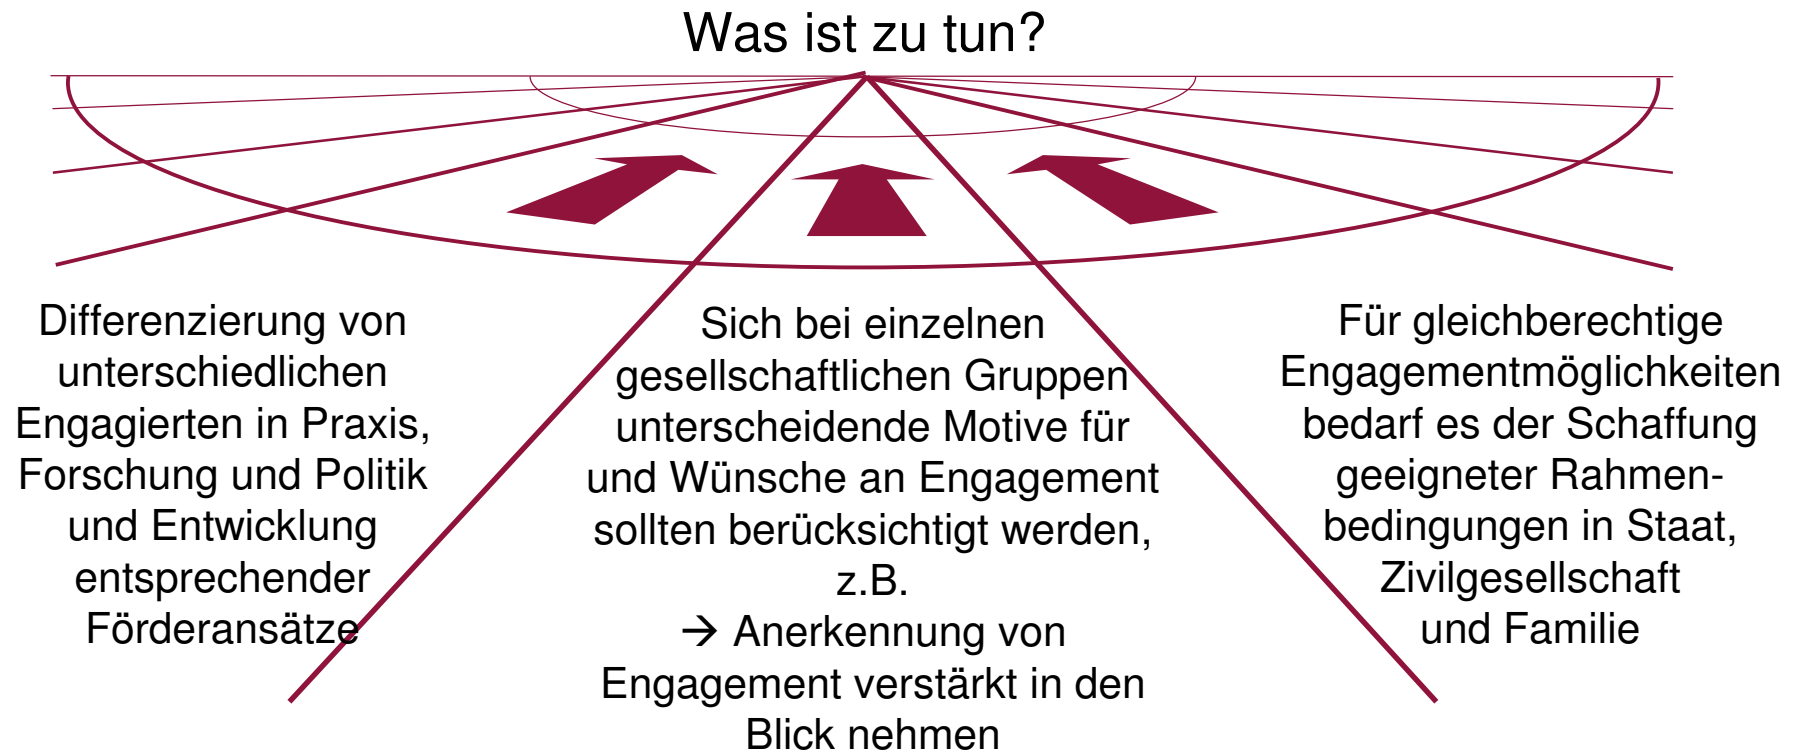 Was ist zu tun?
Differenzierung von
unterschiedlichen
Engagierten in Praxis,
Forschung und Politik
und Entwicklung
entsprechender
Förderansätze
Sich bei einzelnen
gesellschaftlichen Gruppen
unterscheidende Motive für
und Wünsche an Engagement
sollten berücksichtigt werden,
z.B.
→ Anerkennung von
Engagement verstärkt in den
Blick nehmen
Für gleichberechtige
Engagementmöglichkeiten
bedarf es der Schaffung
geeigneter Rahmen-
bedingungen in Staat,
Zivilgesellschaft
und Familie